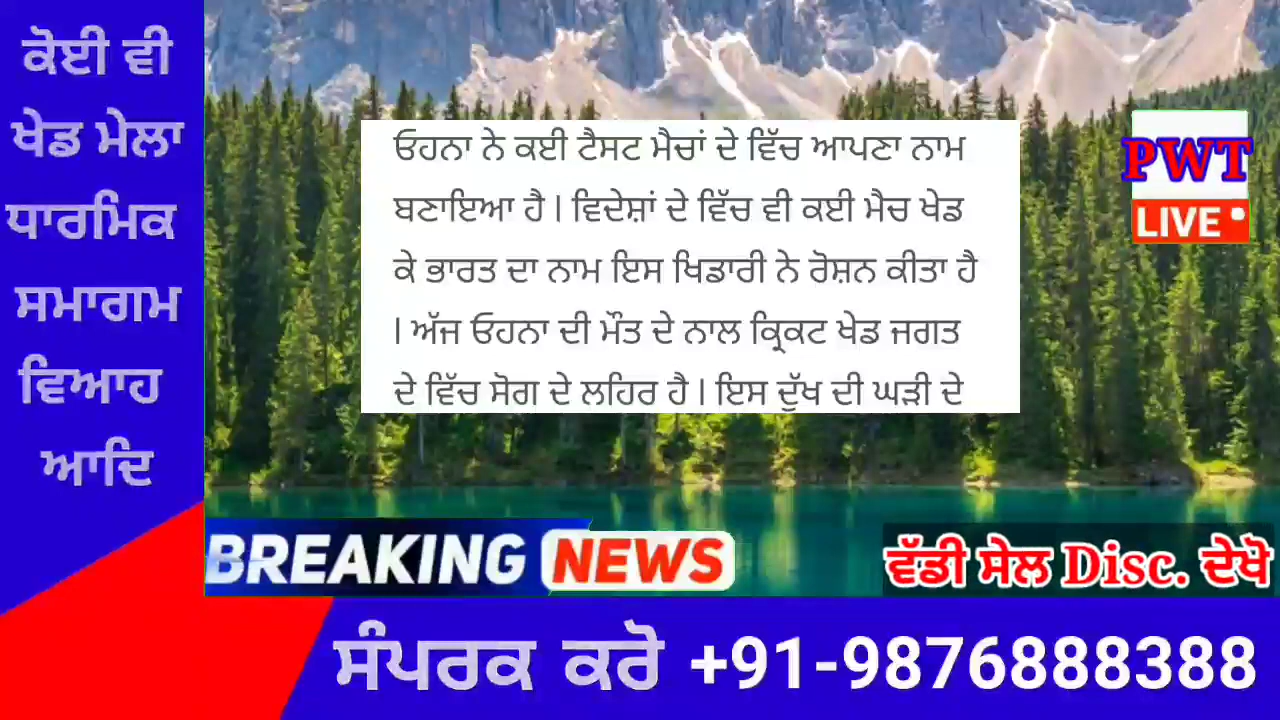 ਕੋਈ ਵੀ
ਖੇਡ ਮੇਲਾ
ਧਾਰਮਿਕ
ਸਮਾਗਮ
ਵਿਆਹ
ਆਦਿ
ਓਹਨਾ ਨੇ ਕਈ ਟੈਸਟ ਮੈਚਾਂ ਦੇ ਵਿੱਚ ਆਪਣਾ ਨਾਮ
ਬਣਾਇਆ ਹੈ । ਵਿਦੇਸ਼ਾਂ ਦੇ ਵਿੱਚ ਵੀ ਕਈ ਮੈਚ ਖੇਡ
ਕੇ ਭਾਰਤ ਦਾ ਨਾਮ ਇਸ ਖਿਡਾਰੀ ਨੇ ਰੋਸ਼ਨ ਕੀਤਾ ਹੈ
। ਅੱਜ ਓਹਨਾ ਦੀ ਮੌਤ ਦੇ ਨਾਲ ਕ੍ਰਿਕਟ ਖੇਡ ਜਗਤ
ਦੇ ਵਿੱਚ ਸੋਗ ਦੇ ਲਹਿਰ ਹੈ । ਇਸ ਦੁੱਖ ਦੀ ਘੜੀ ਦੇ
PWT
LIVE
BREAKING NEWS
ਵੱਡੀ ਸੇਲ Disc. ਦੇਖੋ
ਸੰਪਰਕ ਕਰੋ +91-9876888388